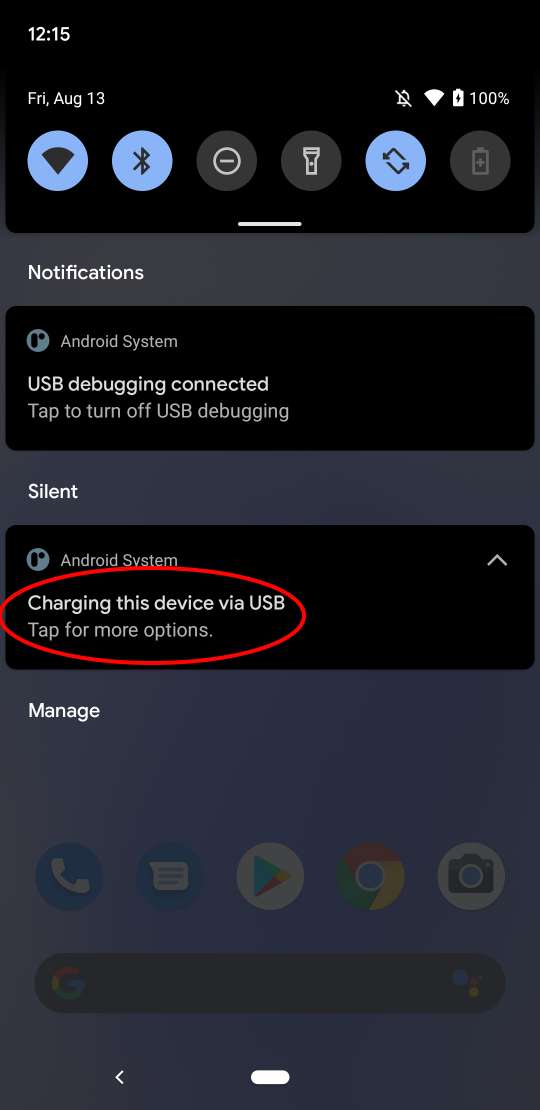 12:15
Fri, Aug 13
100%
Notifications
Android System
USB debugging connected
Tap to turn off USB debugging
Silent
Android System
Charging this device via USB
Tap for more options.
Manage